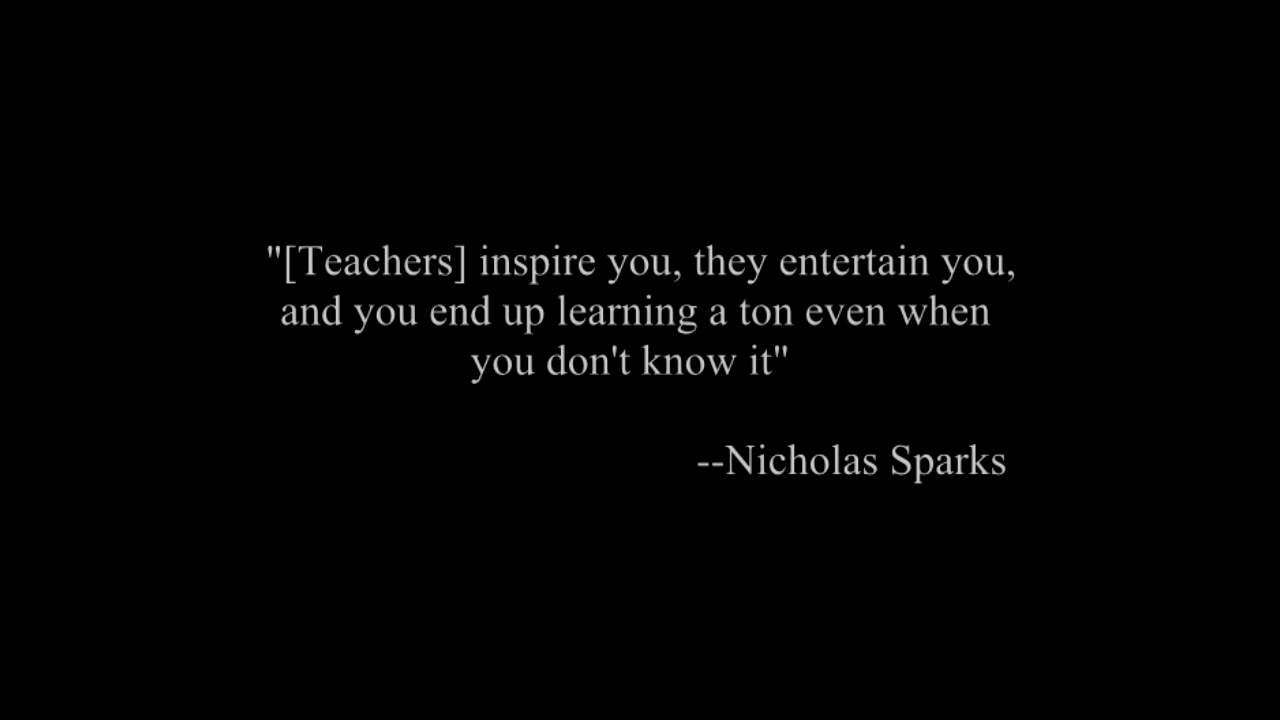 "[Teachers] inspire you, they entertain you,
and you end up learning a ton even when
you don't know it"
--Nicholas Sparks